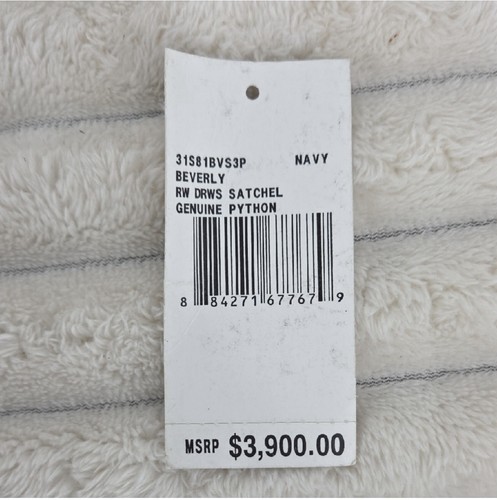 31S81BVS3P NAVY
BEVERLY
RW DRWS SATCHEL
GENUINE PYTHON
8 84271 67767 9
MSRP $3,900.00